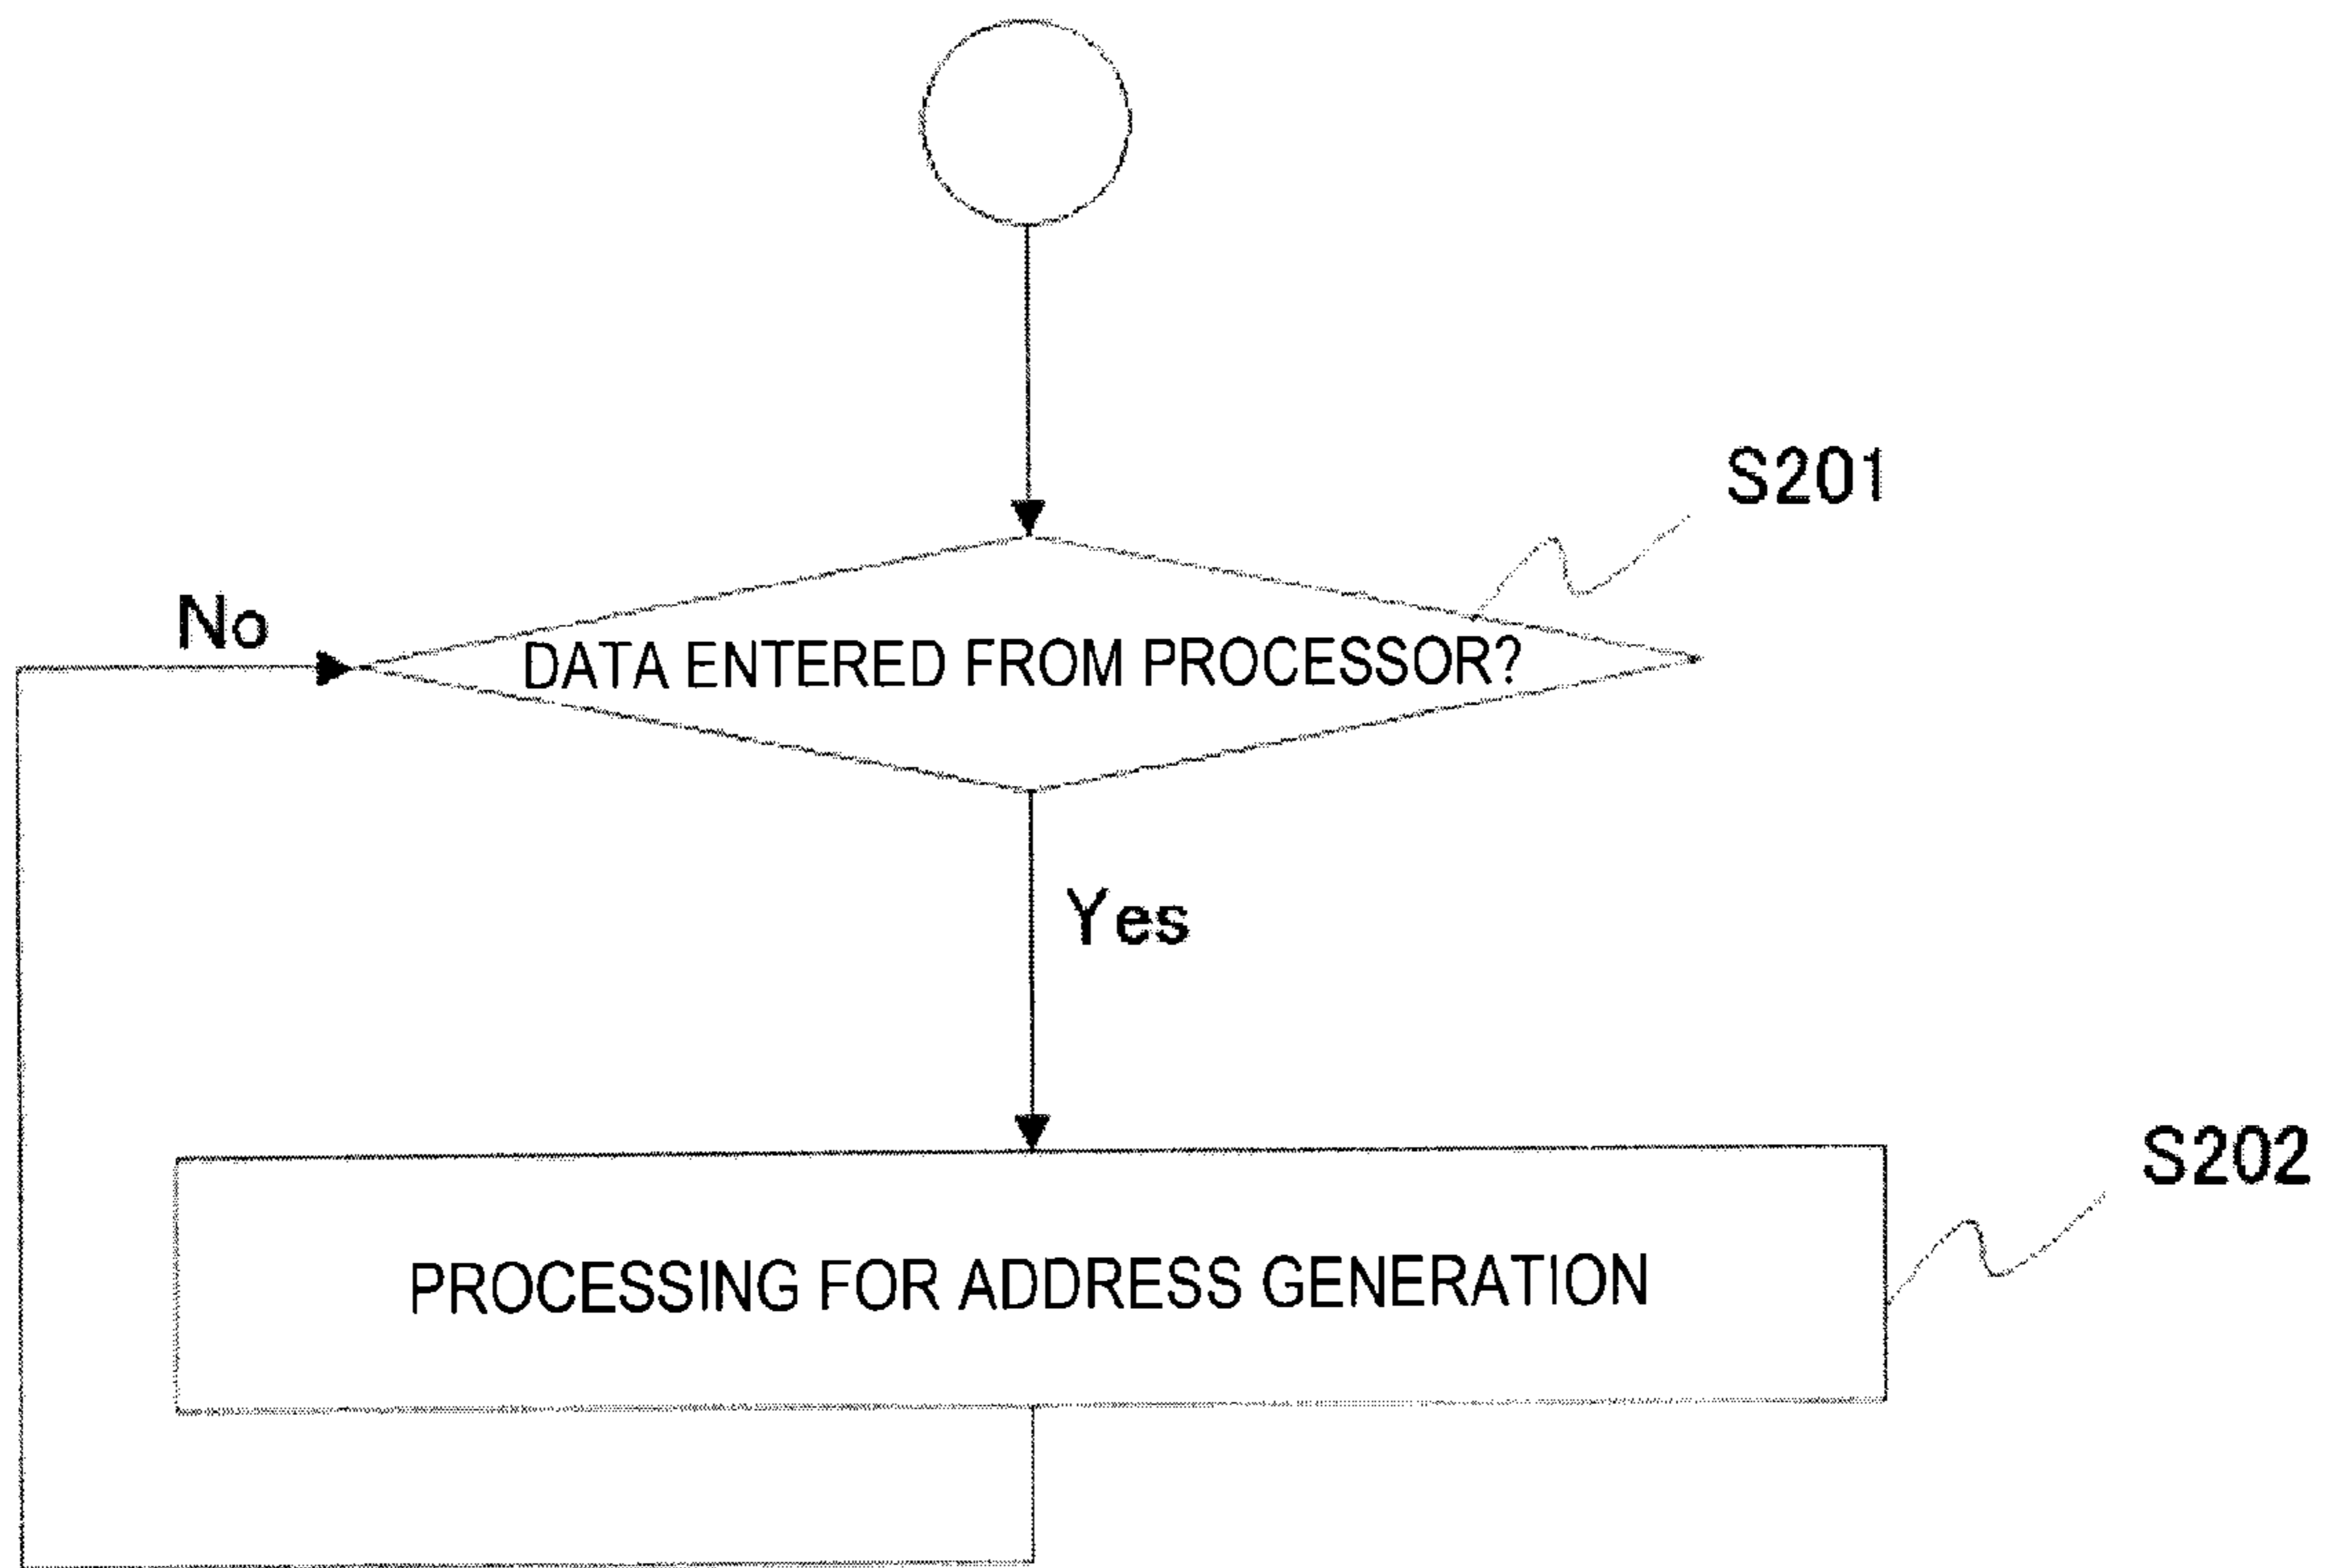 S201
No
DATA ENTERED FROM PROCESSOR?
Yes
S202
PROCESSING FOR ADDRESS GENERATION